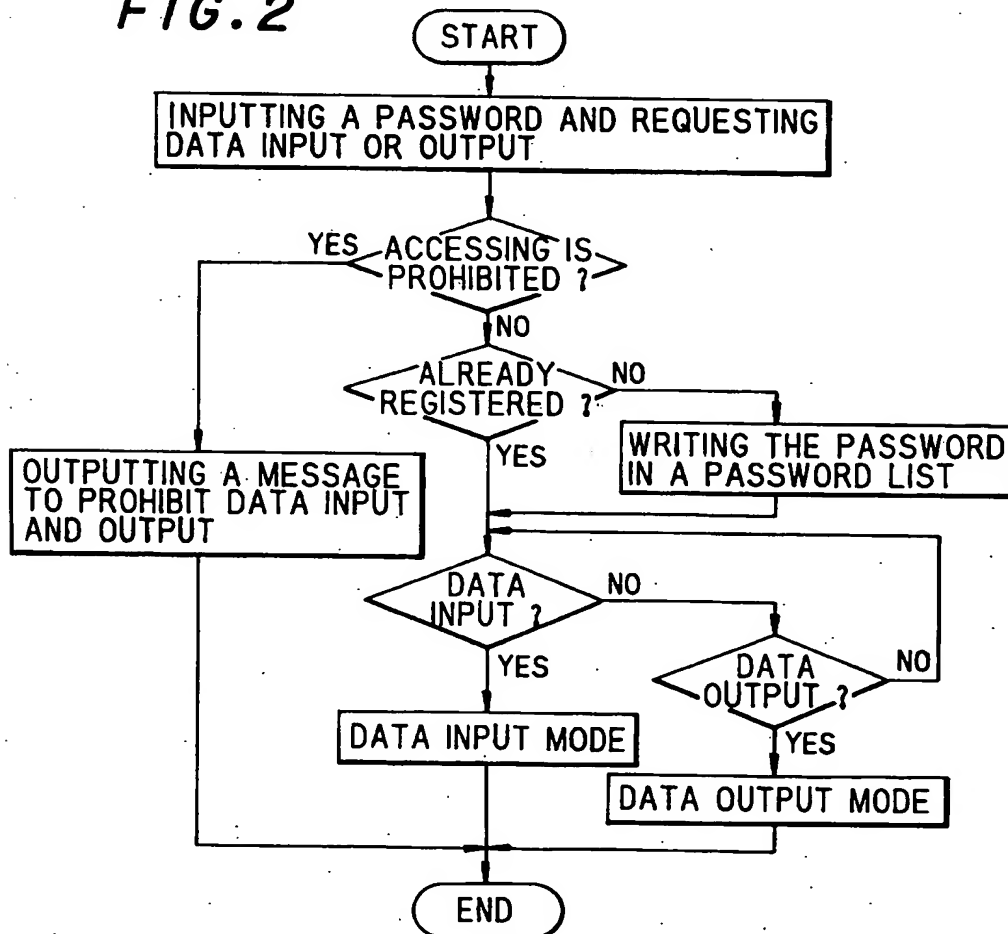 FIG.2
START
INPUTTING A PASSWORD AND REQUESTING
DATA INPUT OR OUTPUT
YES
ACCESSING IS
PROHIBITED ?
NO
ALREADY
REGISTERED ?
NO
YES
WRITING THE PASSWORD
IN A PASSWORD LIST
OUTPUTTING A MESSAGE
TO PROHIBIT DATA INPUT
AND OUTPUT
DATA
INPUT ?
NO
YES
DATA
OUTPUT ?
NO
YES
DATA INPUT MODE
DATA OUTPUT MODE
END